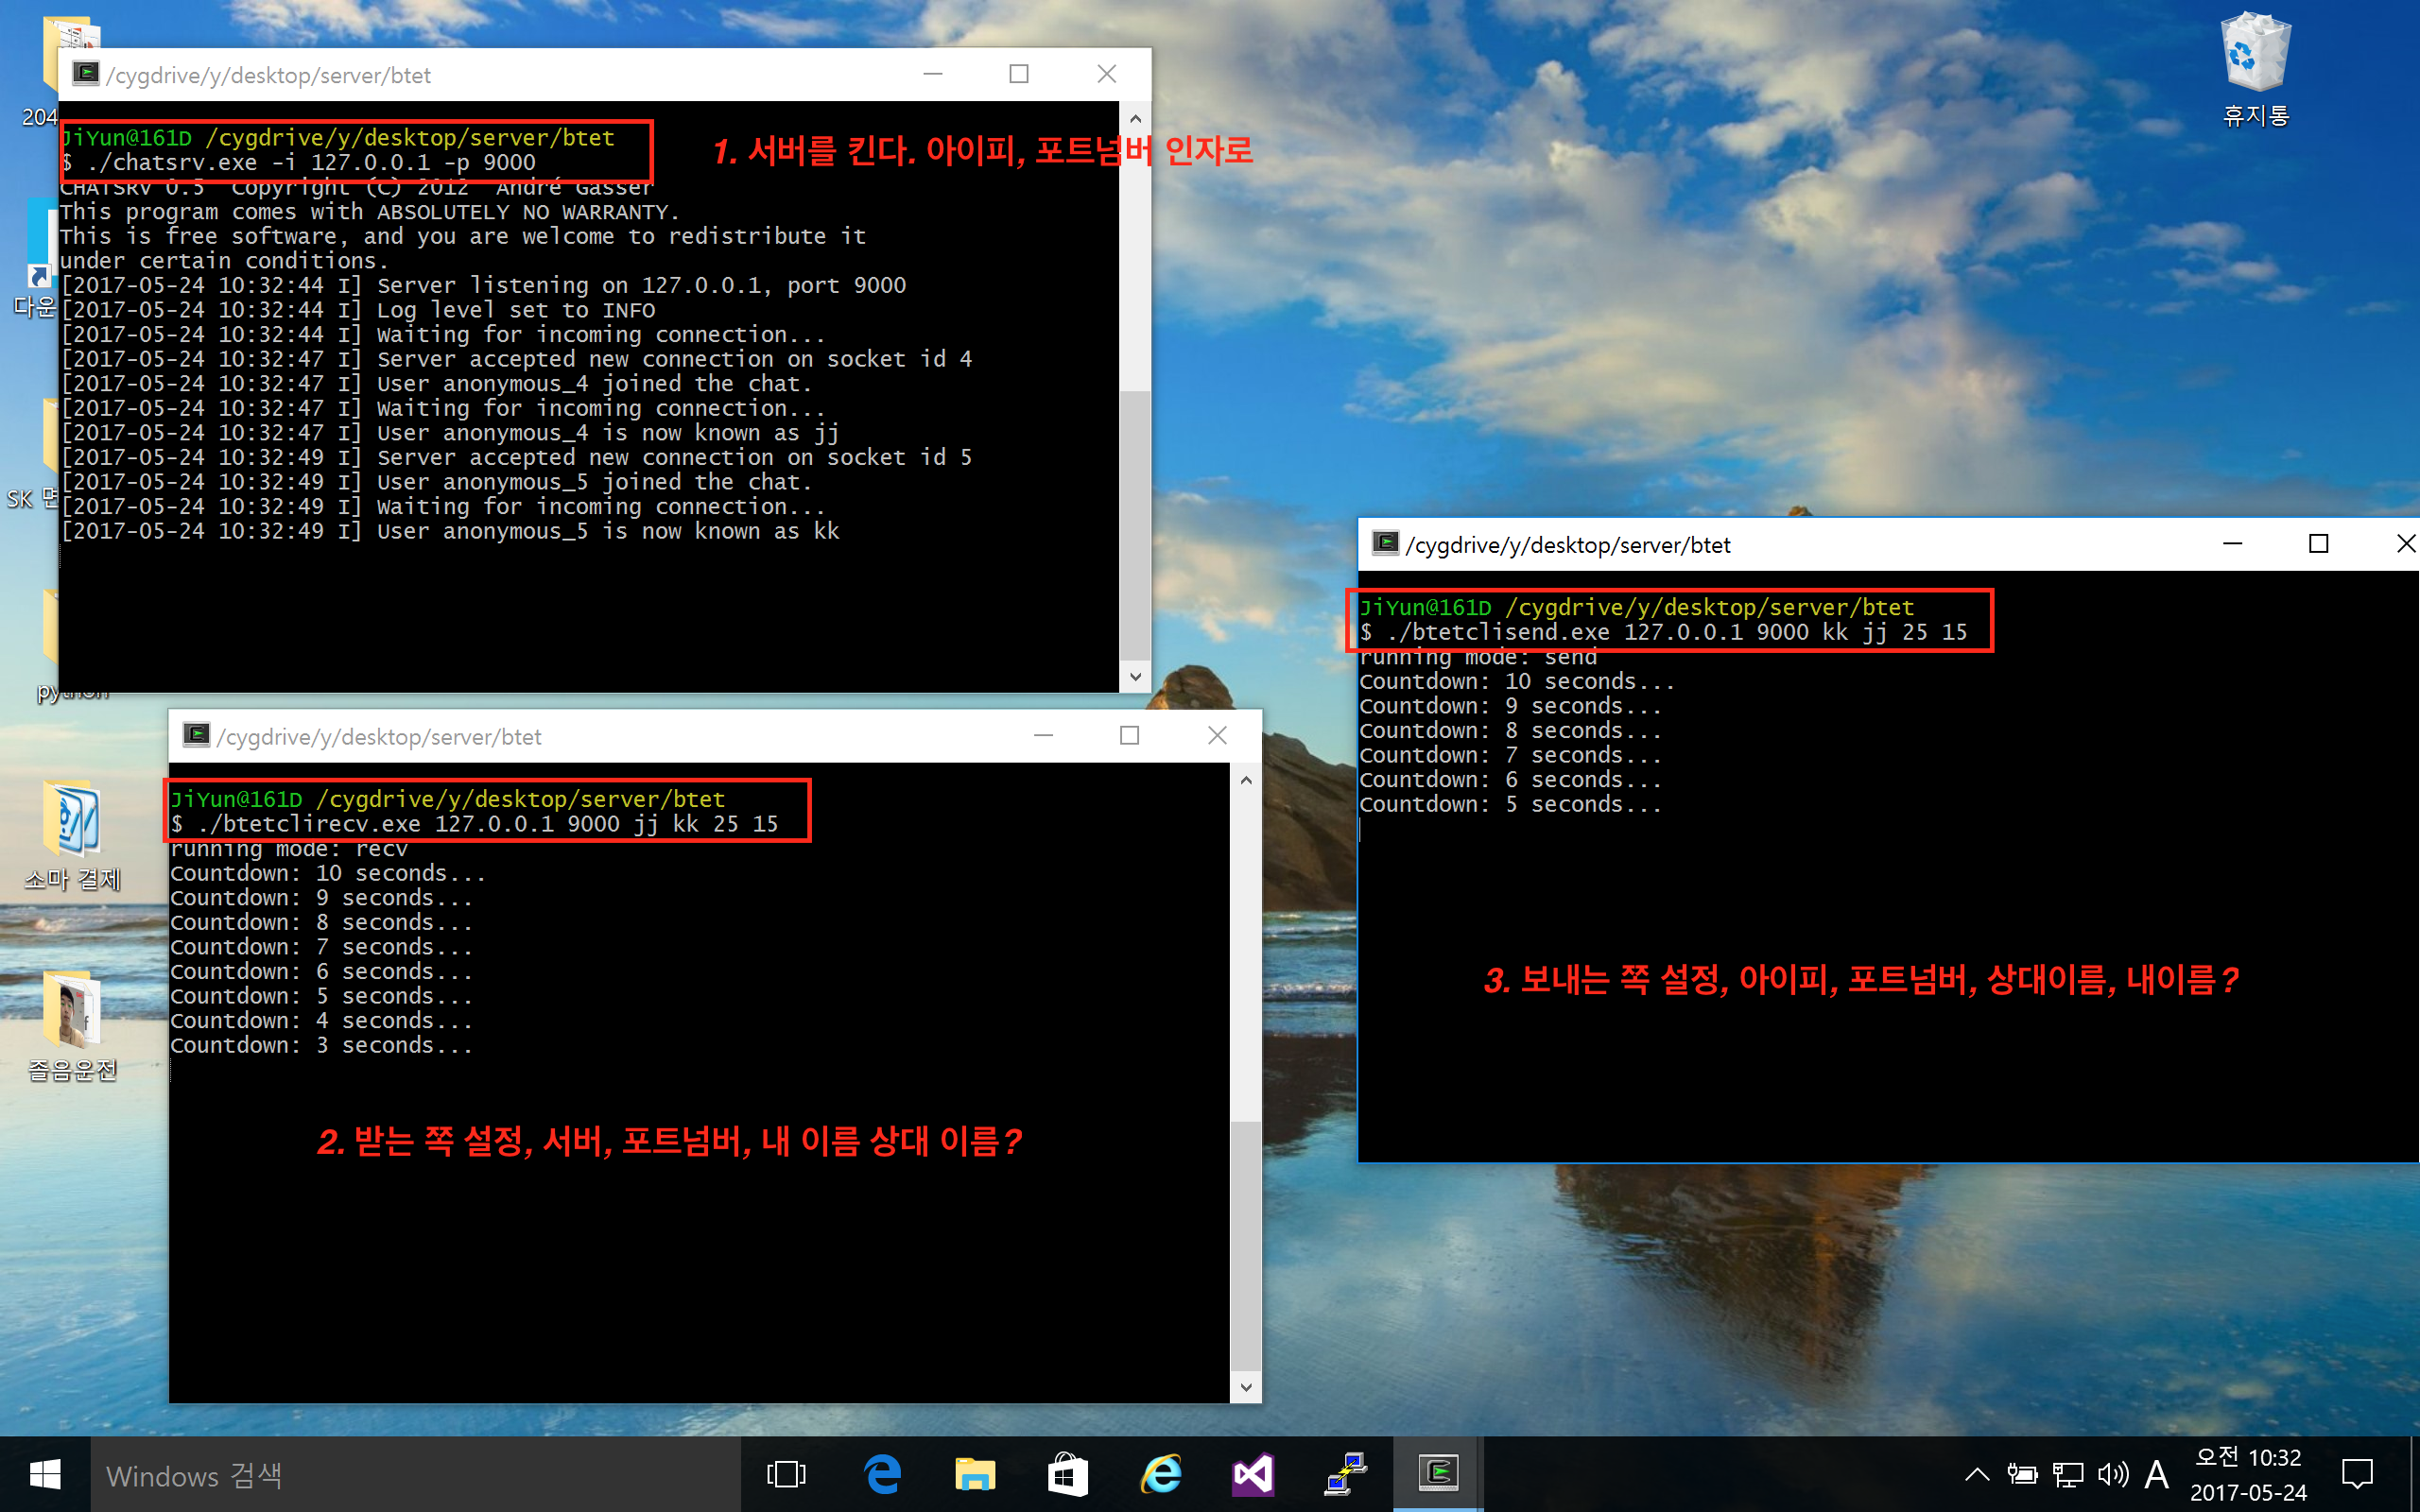 204
다운
SK 면
python
소마 결제
졸음운전
휴지통
/cygdrive/y/desktop/server/btet
JiYun@161D /cygdrive/y/desktop/server/btet
$ ./chatsrv.exe -i 127.0.0.1 -p 9000
CHATSRV 0.5  Copyright (C) 2012  André Gasser
This program comes with ABSOLUTELY NO WARRANTY.
This is free software, and you are welcome to redistribute it
under certain conditions.
[2017-05-24 10:32:44 I] Server listening on 127.0.0.1, port 9000
[2017-05-24 10:32:44 I] Log level set to INFO
[2017-05-24 10:32:44 I] Waiting for incoming connection...
[2017-05-24 10:32:47 I] Server accepted new connection on socket id 4
[2017-05-24 10:32:47 I] User anonymous_4 joined the chat.
[2017-05-24 10:32:47 I] Waiting for incoming connection...
[2017-05-24 10:32:47 I] User anonymous_4 is now known as jj
[2017-05-24 10:32:49 I] Server accepted new connection on socket id 5
[2017-05-24 10:32:49 I] User anonymous_5 joined the chat.
[2017-05-24 10:32:49 I] Waiting for incoming connection...
[2017-05-24 10:32:49 I] User anonymous_5 is now known as kk
1. 서버를 킨다. 아이피, 포트넘버 인자로
/cygdrive/y/desktop/server/btet
JiYun@161D /cygdrive/y/desktop/server/btet
$ ./btetclirecv.exe 127.0.0.1 9000 jj kk 25 15
running mode: recv
Countdown: 10 seconds...
Countdown: 9 seconds...
Countdown: 8 seconds...
Countdown: 7 seconds...
Countdown: 6 seconds...
Countdown: 5 seconds...
Countdown: 4 seconds...
Countdown: 3 seconds...
2. 받는 쪽 설정, 서버, 포트넘버, 내 이름 상대 이름?
/cygdrive/y/desktop/server/btet
JiYun@161D /cygdrive/y/desktop/server/btet
$ ./btetclisend.exe 127.0.0.1 9000 kk jj 25 15
running mode: send
Countdown: 10 seconds...
Countdown: 9 seconds...
Countdown: 8 seconds...
Countdown: 7 seconds...
Countdown: 6 seconds...
Countdown: 5 seconds...
3. 보내는 쪽 설정, 아이피, 포트넘버, 상대이름, 내이름?
Windows 검색
A
오전 10:32
2017-05-24